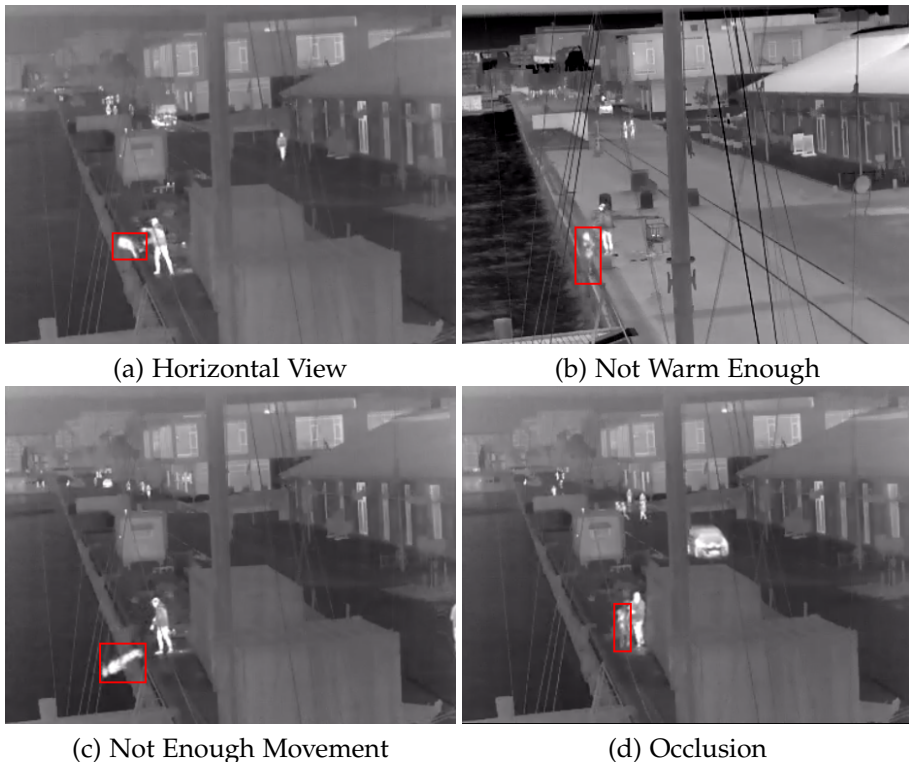 (a) Horizontal View
(b) Not Warm Enough
(c) Not Enough Movement
(d) Occlusion